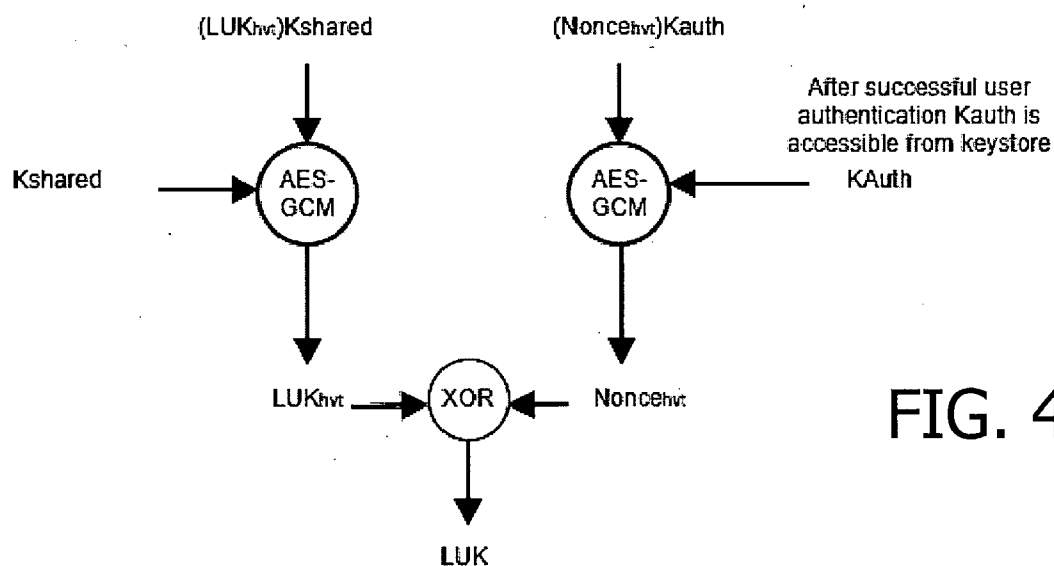 (LUKhvt)Kshared
(Noncehvt)Kauth
After successful user
authentication Kauth is
accessible from keystore
Kshared
AES-
GCM
AES-
GCM
KAuth
LUKhvt
XOR
Noncehvt
FIG. 4
LUK